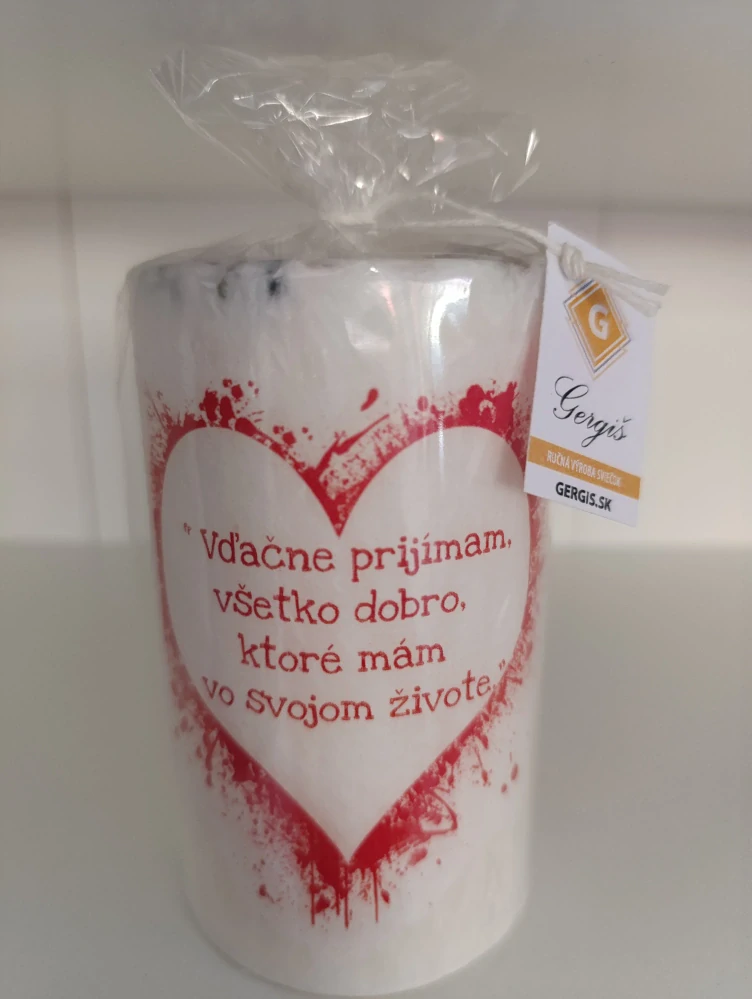 " Vďačne prijímam,
všetko dobro,
ktoré mám
vo svojom živote."
G
Gergiš
RUČNÁ VÝROBA SVIEČOK
GERGIS.SK